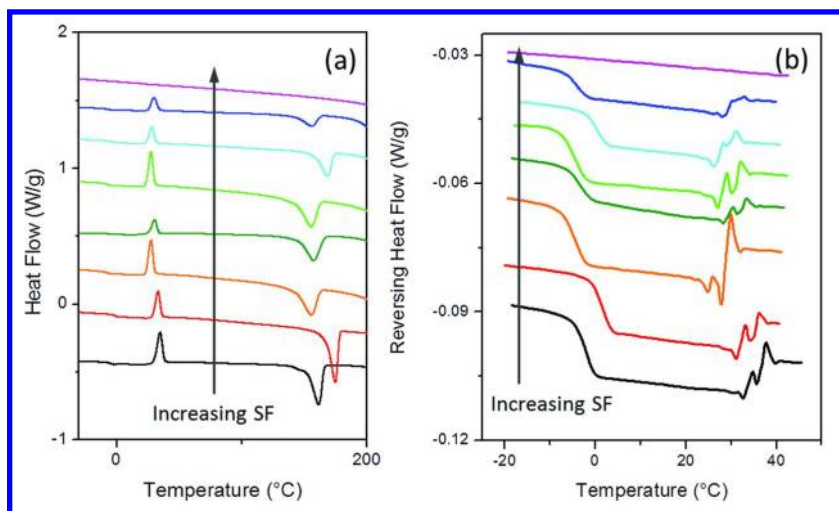 (a)
2
1
0
-1
Heat Flow (W/g)
Increasing SF
0
200
Temperature (°C)
(b)
-0.03
-0.06
-0.09
-0.12
Reversing Heat Flow (W/g)
Increasing SF
-20
0
20
40
Temperature (°C)